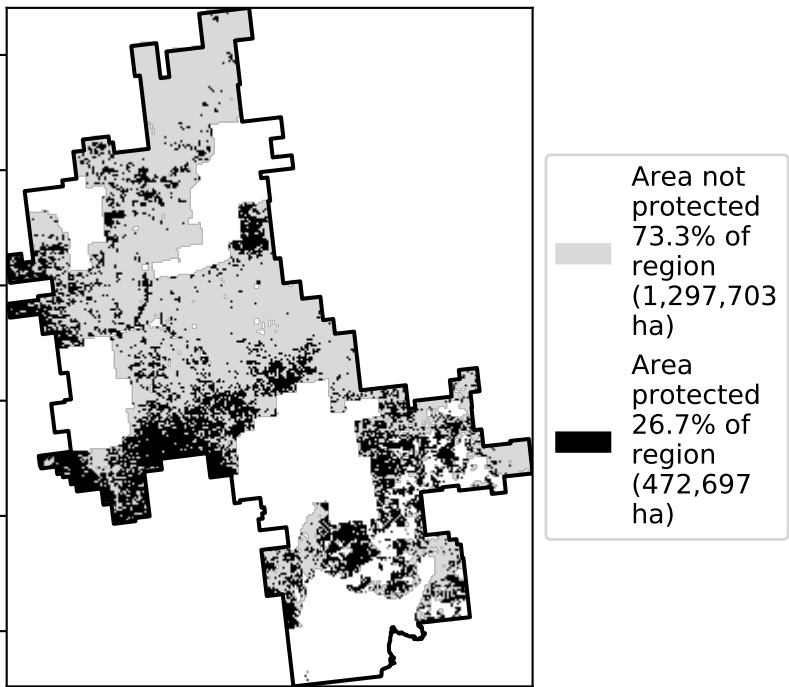 Area not
protected
73.3% of
region
(1,297,703
ha)
Area
protected
26.7% of
region
(472,697
ha)